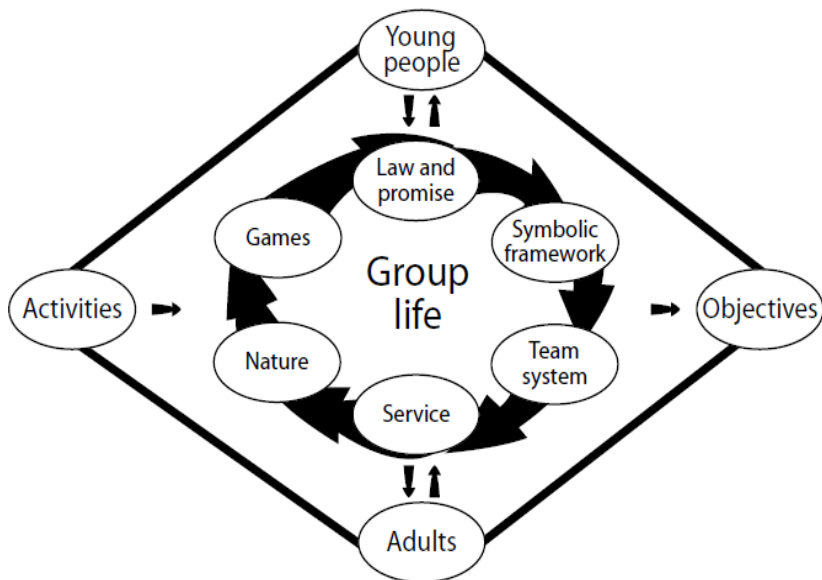 Young
people
Law and
promise
Games
Symbolic
framework
Group
life
Activities
Objectives
Nature
Team
system
Service
Adults